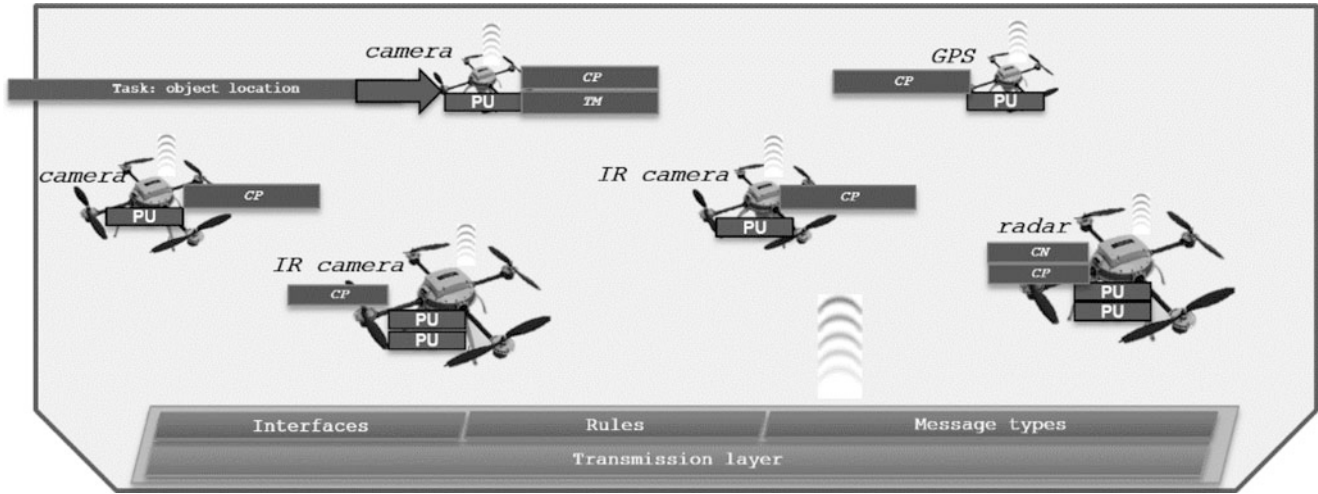 camera
GPS
CP
CP
Task: object location
PU
TM
PU
camera
IR camera
CP
CP
PU
PU
radar
IR camera
CN
CP
CP
PU
PU
PU
PU
Interfaces
Rules
Message types
Transmission layer